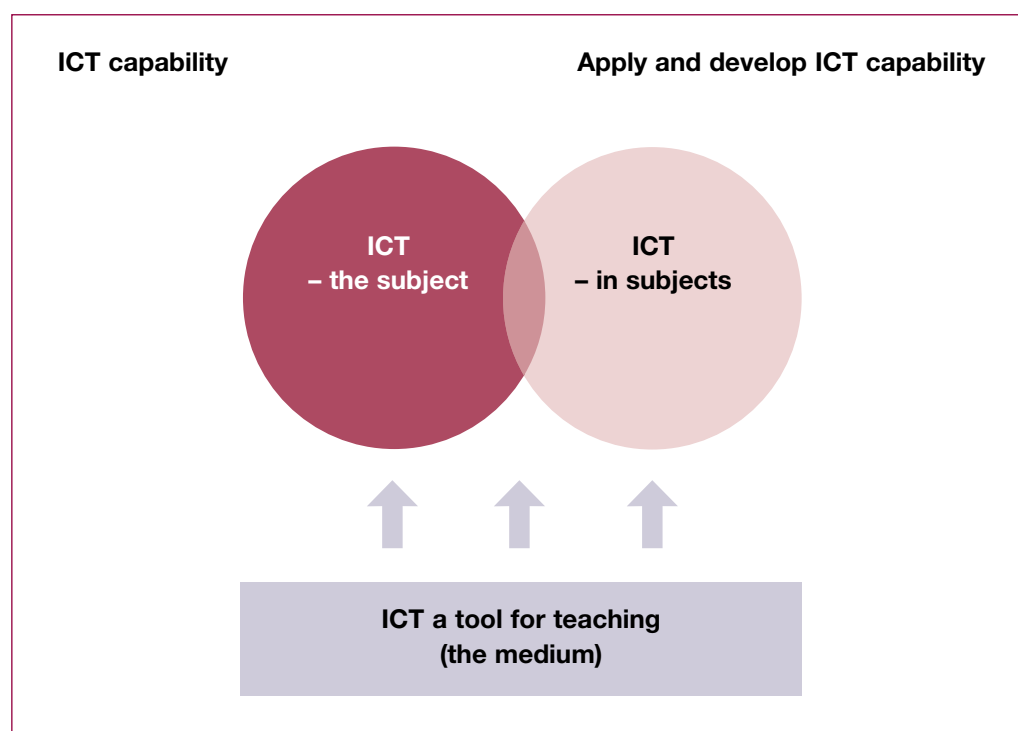 ICT capability
Apply and develop ICT capability
ICT
– the subject
ICT
– in subjects
ICT a tool for teaching
(the medium)